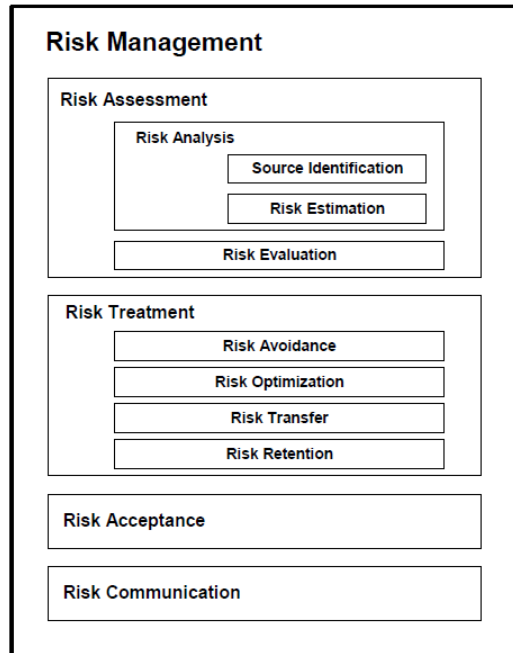 Risk Management
Risk Assessment
Risk Analysis
Source Identification
Risk Estimation
Risk Evaluation
Risk Treatment
Risk Avoidance
Risk Optimization
Risk Transfer
Risk Retention
Risk Acceptance
Risk Communication